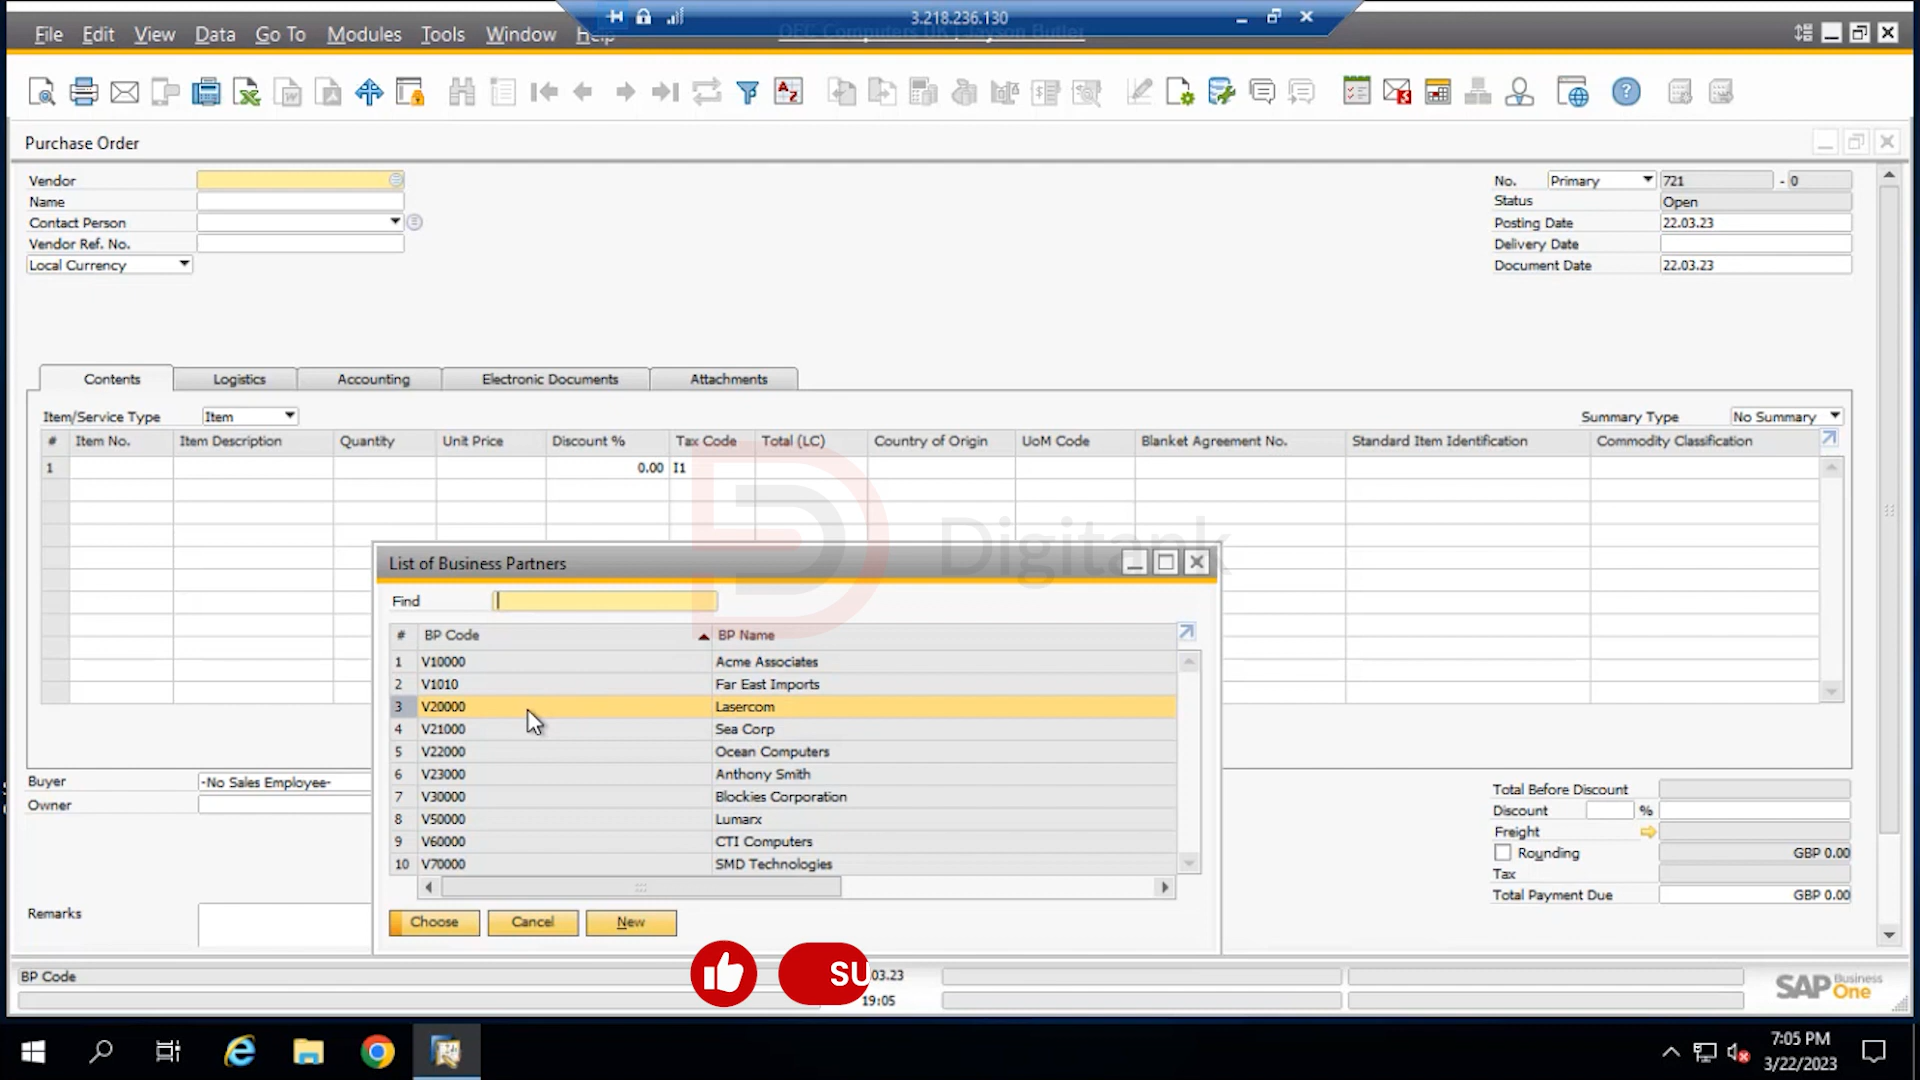 3.218.236.130
File Edit View Data Go To Modules Tools Window Help
OEC Computers UK | Jayson Butler
Purchase Order
Vendor
Name
Contact Person
Vendor Ref. No.
Local Currency
No. Primary 721 - 0
Status Open
Posting Date 22.03.23
Delivery Date
Document Date 22.03.23
Contents Logistics Accounting Electronic Documents Attachments
Item/Service Type Item Summary Type No Summary
# Item No. Item Description Quantity Unit Price Discount % Tax Code Total (LC) Country of Origin UoM Code Blanket Agreement No. Standard Item Identification Commodity Classification
1 0.00 I1
Digitank
List of Business Partners
Find
# BP Code BP Name
1 V10000 Acme Associates
2 V1010 Far East Imports
3 V20000 Lasercom
4 V21000 Sea Corp
5 V22000 Ocean Computers
6 V23000 Anthony Smith
7 V30000 Blockies Corporation
8 V50000 Lumarx
9 V60000 CTI Computers
10 V70000 SMD Technologies
Choose Cancel New
Buyer -No Sales Employee-
Owner
Remarks
Total Before Discount
Discount %
Freight
Rounding GBP 0.00
Tax
Total Payment Due GBP 0.00
BP Code
SU
03.23
19:05
SAP Business One
7:05 PM
3/22/2023